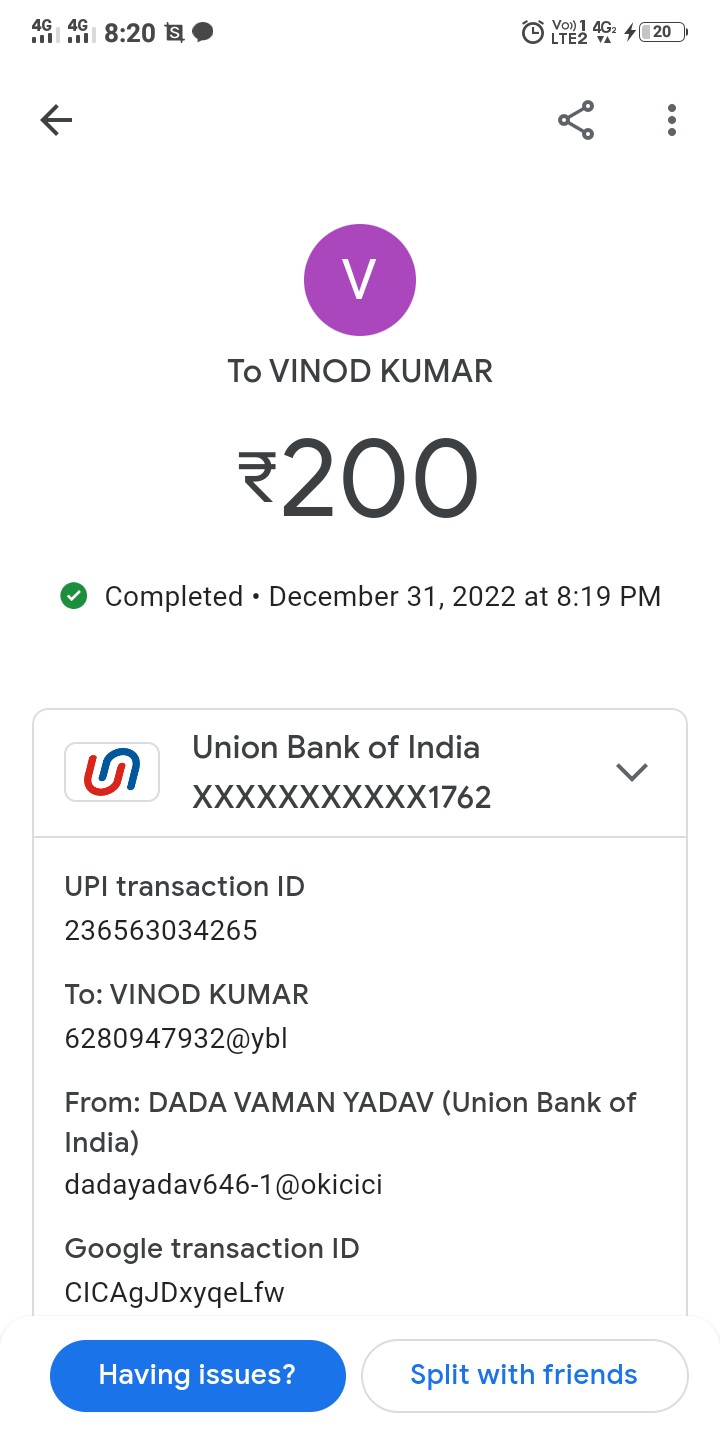 4G 4G 8:20 S Vo)) 1 LTE2 4G2 20
V
To VINOD KUMAR
₹200
Completed • December 31, 2022 at 8:19 PM
Union Bank of India
XXXXXXXXXXX1762
UPI transaction ID
236563034265
To: VINOD KUMAR
6280947932@ybl
From: DADA VAMAN YADAV (Union Bank of
India)
dadayadav646-1@okicici
Google transaction ID
CICAgJDxyqeLfw
Having issues? Split with friends